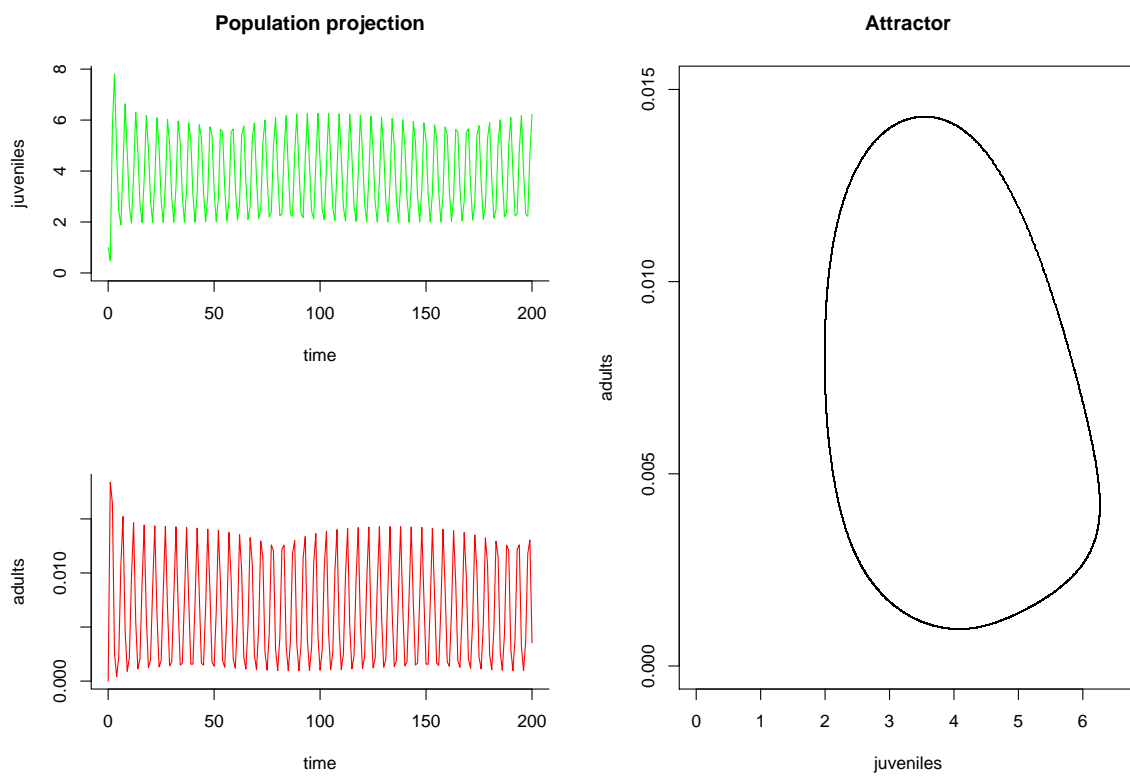 Population projection
juveniles
8
6
4
2
0
0 50 100 150 200
time
adults
0.010
0.000
0 50 100 150 200
time
Attractor
adults
0.015
0.010
0.005
0.000
0 1 2 3 4 5 6
juveniles